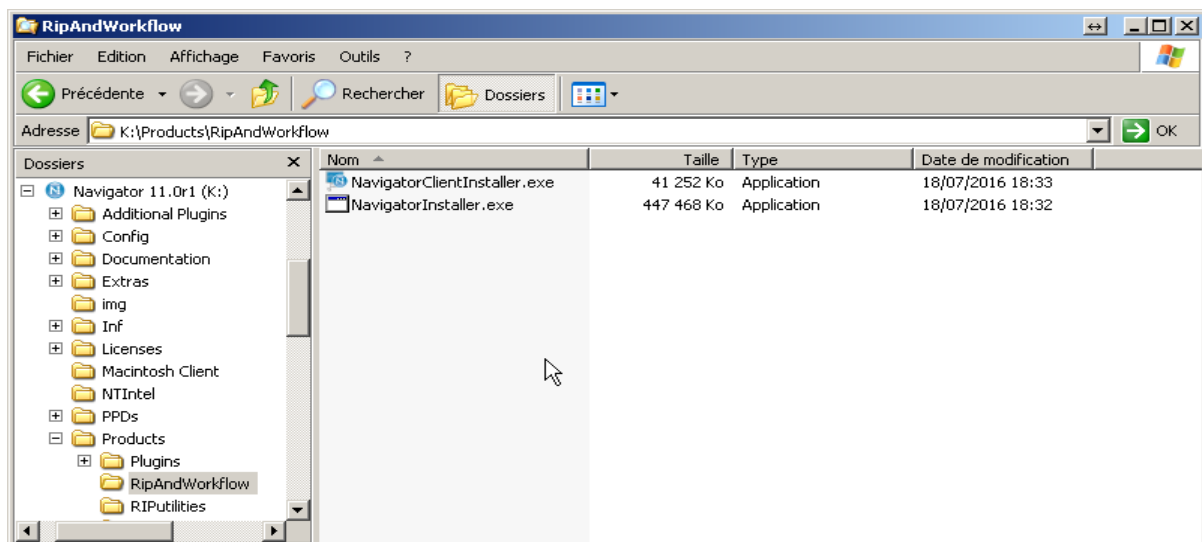 RipAndWorkflow
Fichier Edition Affichage Favoris Outils ?
Précédente Rechercher Dossiers
Adresse K:\Products\RipAndWorkflow OK
Dossiers
Navigator 11.0r1 (K:)
Additional Plugins
Config
Documentation
Extras
img
Inf
Licenses
Macintosh Client
NTIntel
PPDs
Products
Plugins
RipAndWorkflow
RIPutilities
Nom Taille Type Date de modification
NavigatorClientInstaller.exe 41 252 Ko Application 18/07/2016 18:33
NavigatorInstaller.exe 447 468 Ko Application 18/07/2016 18:32